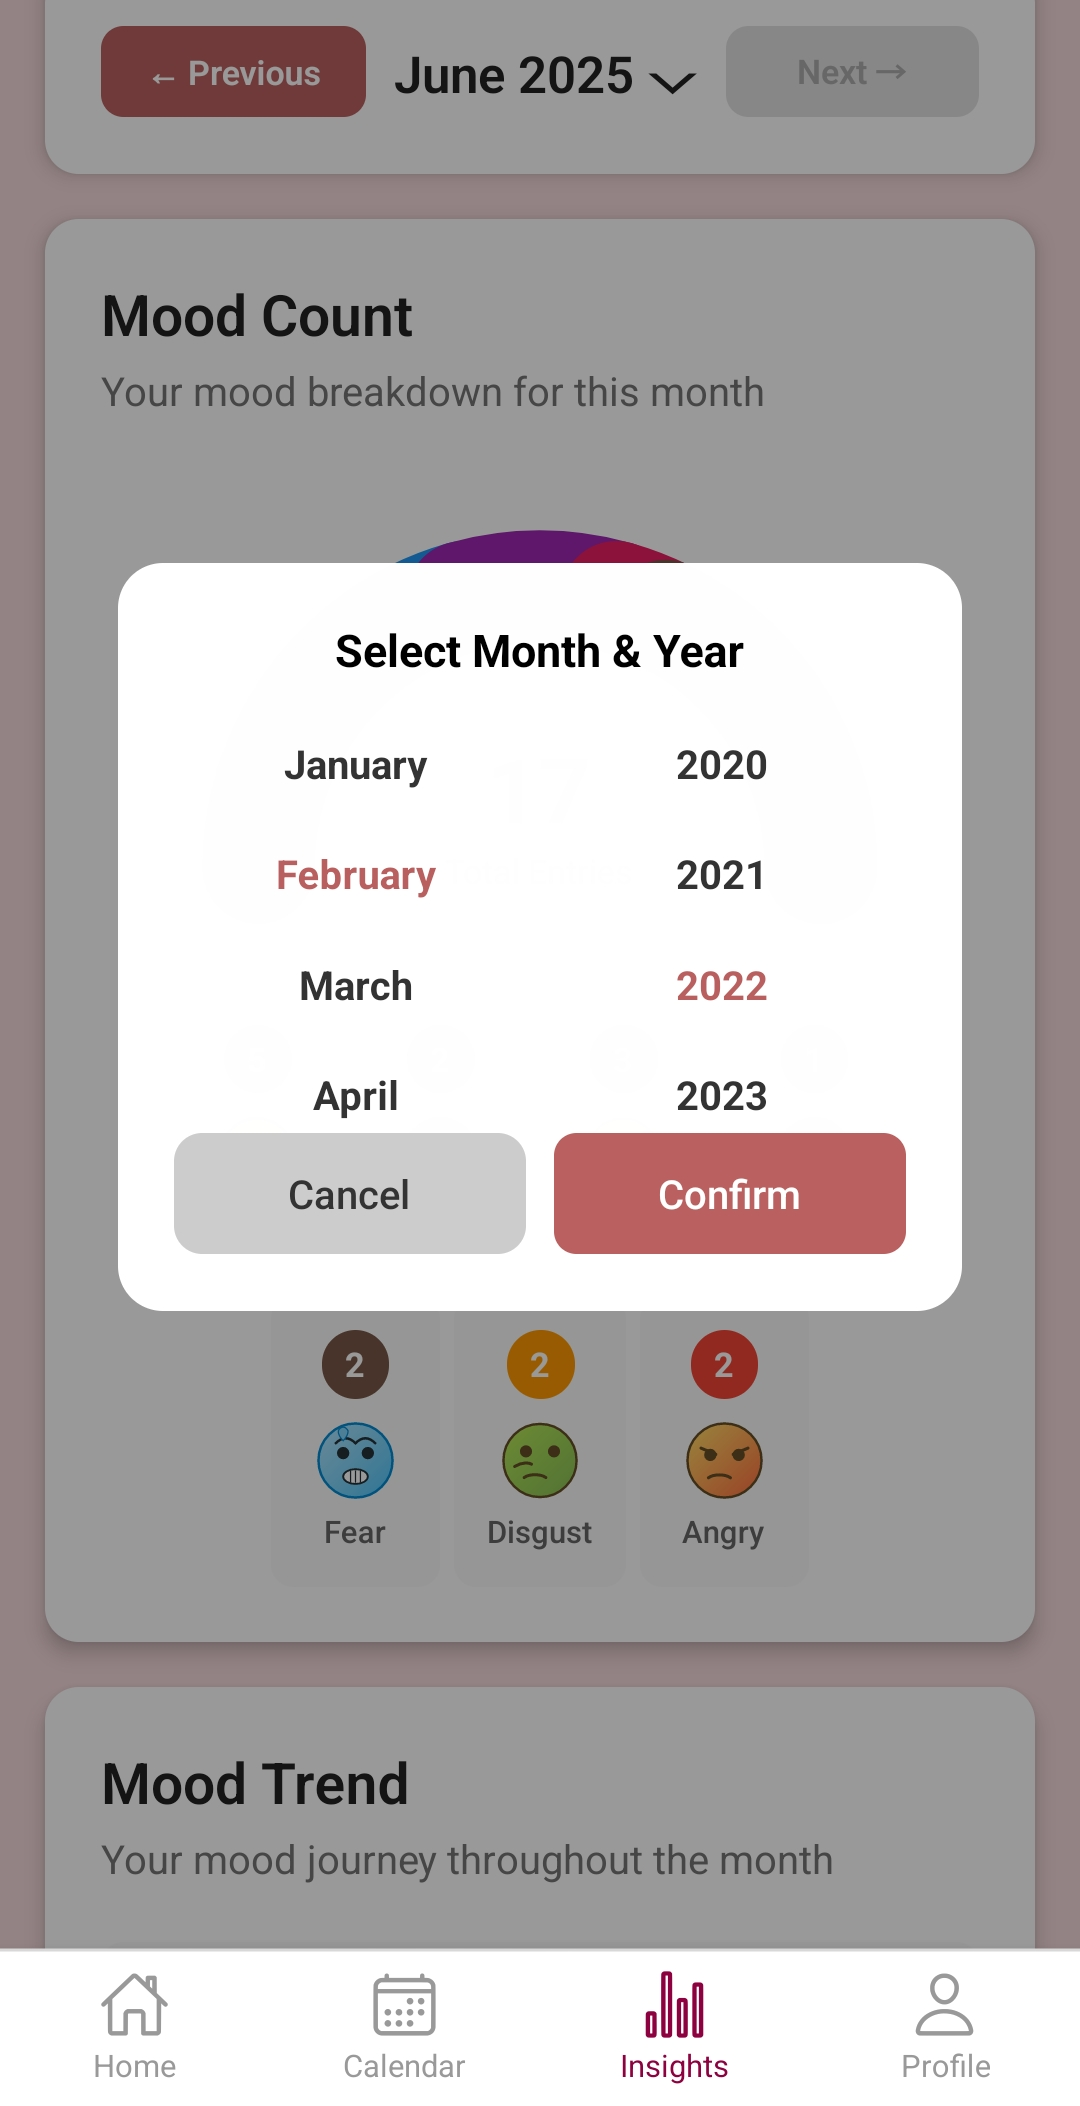 ← Previous June 2025 Next →
Mood Count
Your mood breakdown for this month
Select Month & Year
January 2020
February 2021
March 2022
April 2023
Cancel Confirm
2 2 2
Fear Disgust Angry
Mood Trend
Your mood journey throughout the month
Home Calendar Insights Profile